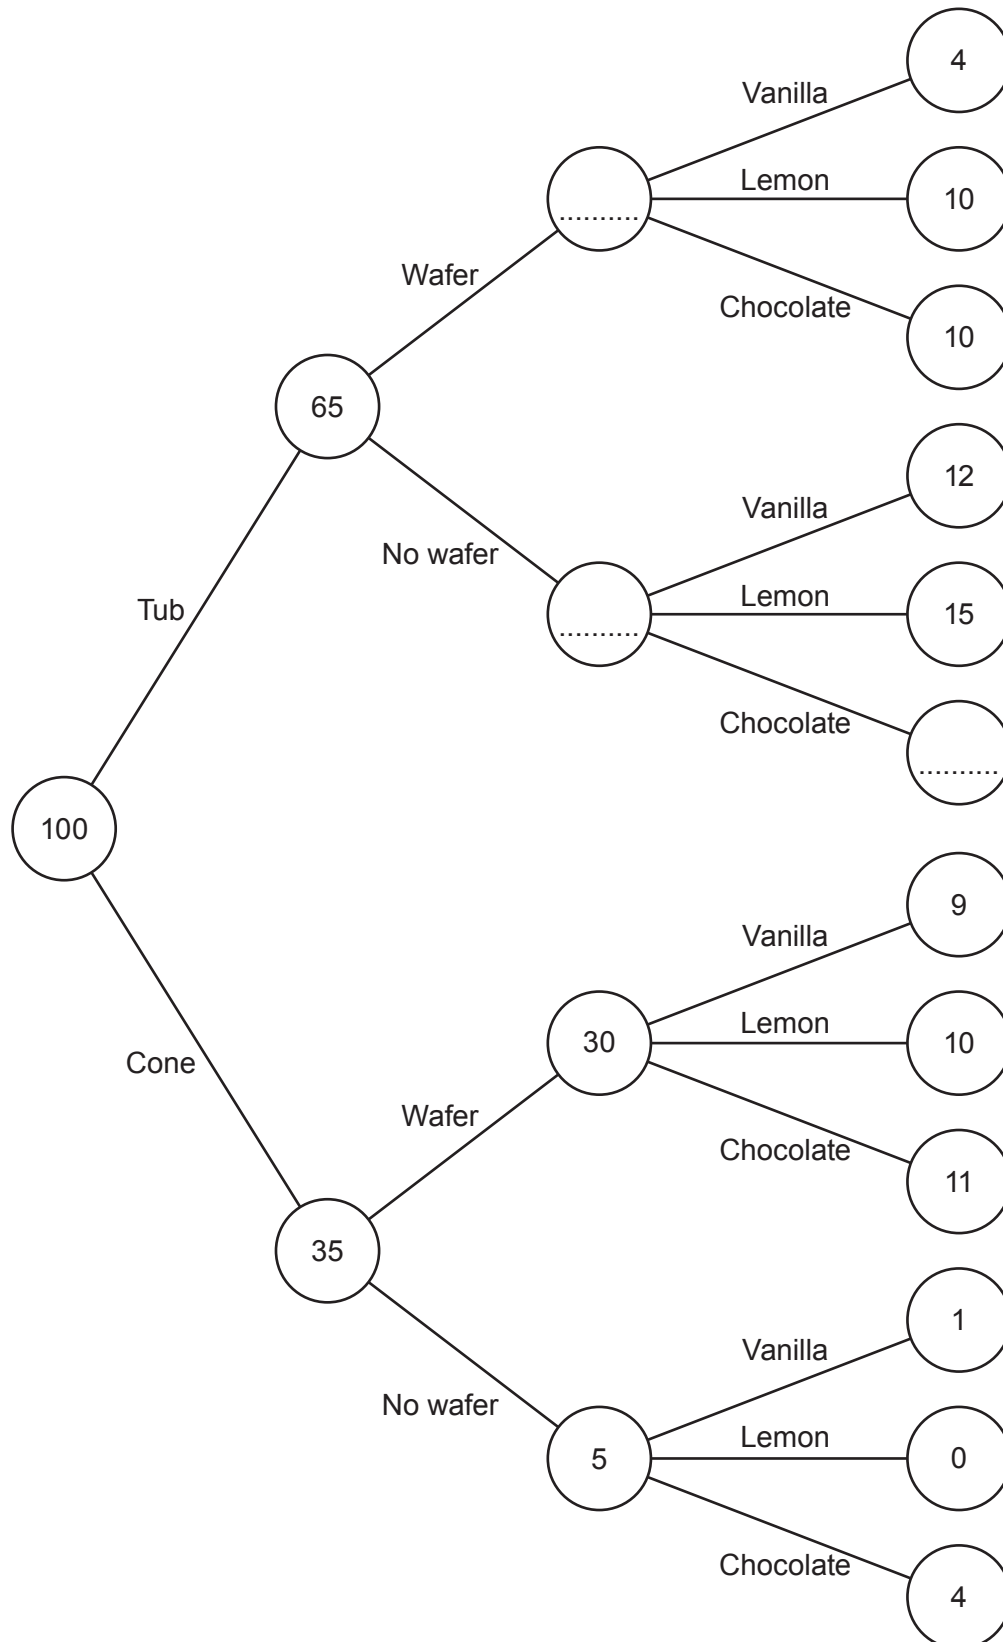 4
Vanilla
..........
Lemon
10
Wafer
Chocolate
10
65
12
Vanilla
No wafer
Lemon
15
..........
Tub
Chocolate
..........
100
9
Vanilla
Lemon
30
10
Cone
Wafer
Chocolate
11
35
1
Vanilla
No wafer
Lemon
5
0
Chocolate
4